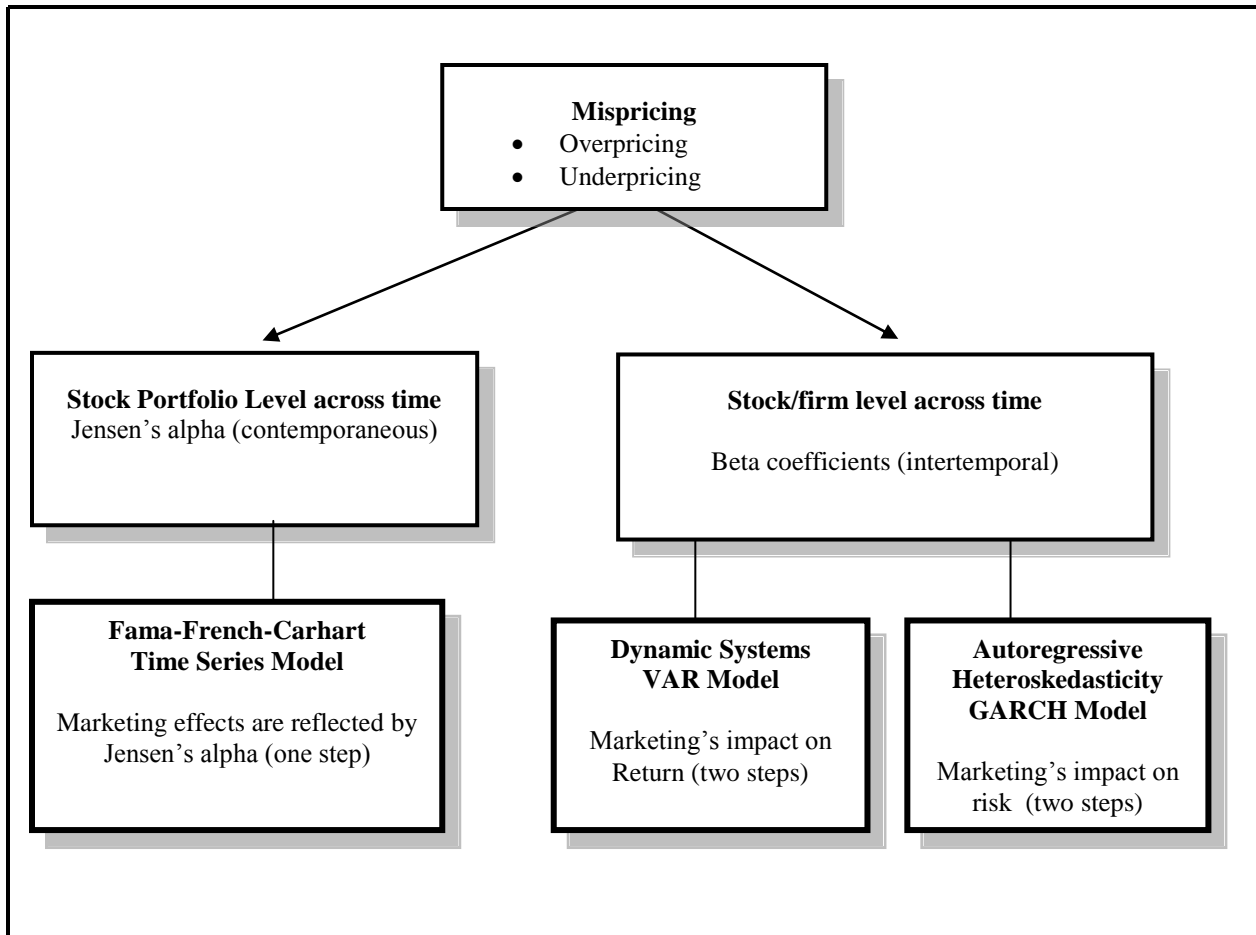 Mispricing
• Overpricing
• Underpricing
Stock Portfolio Level across time
Jensen’s alpha (contemporaneous)
Stock/firm level across time
Beta coefficients (intertemporal)
Fama-French-Carhart
Time Series Model
Marketing effects are reflected by
Jensen’s alpha (one step)
Dynamic Systems
VAR Model
Marketing’s impact on
Return (two steps)
Autoregressive
Heteroskedasticity
GARCH Model
Marketing’s impact on
risk  (two steps)